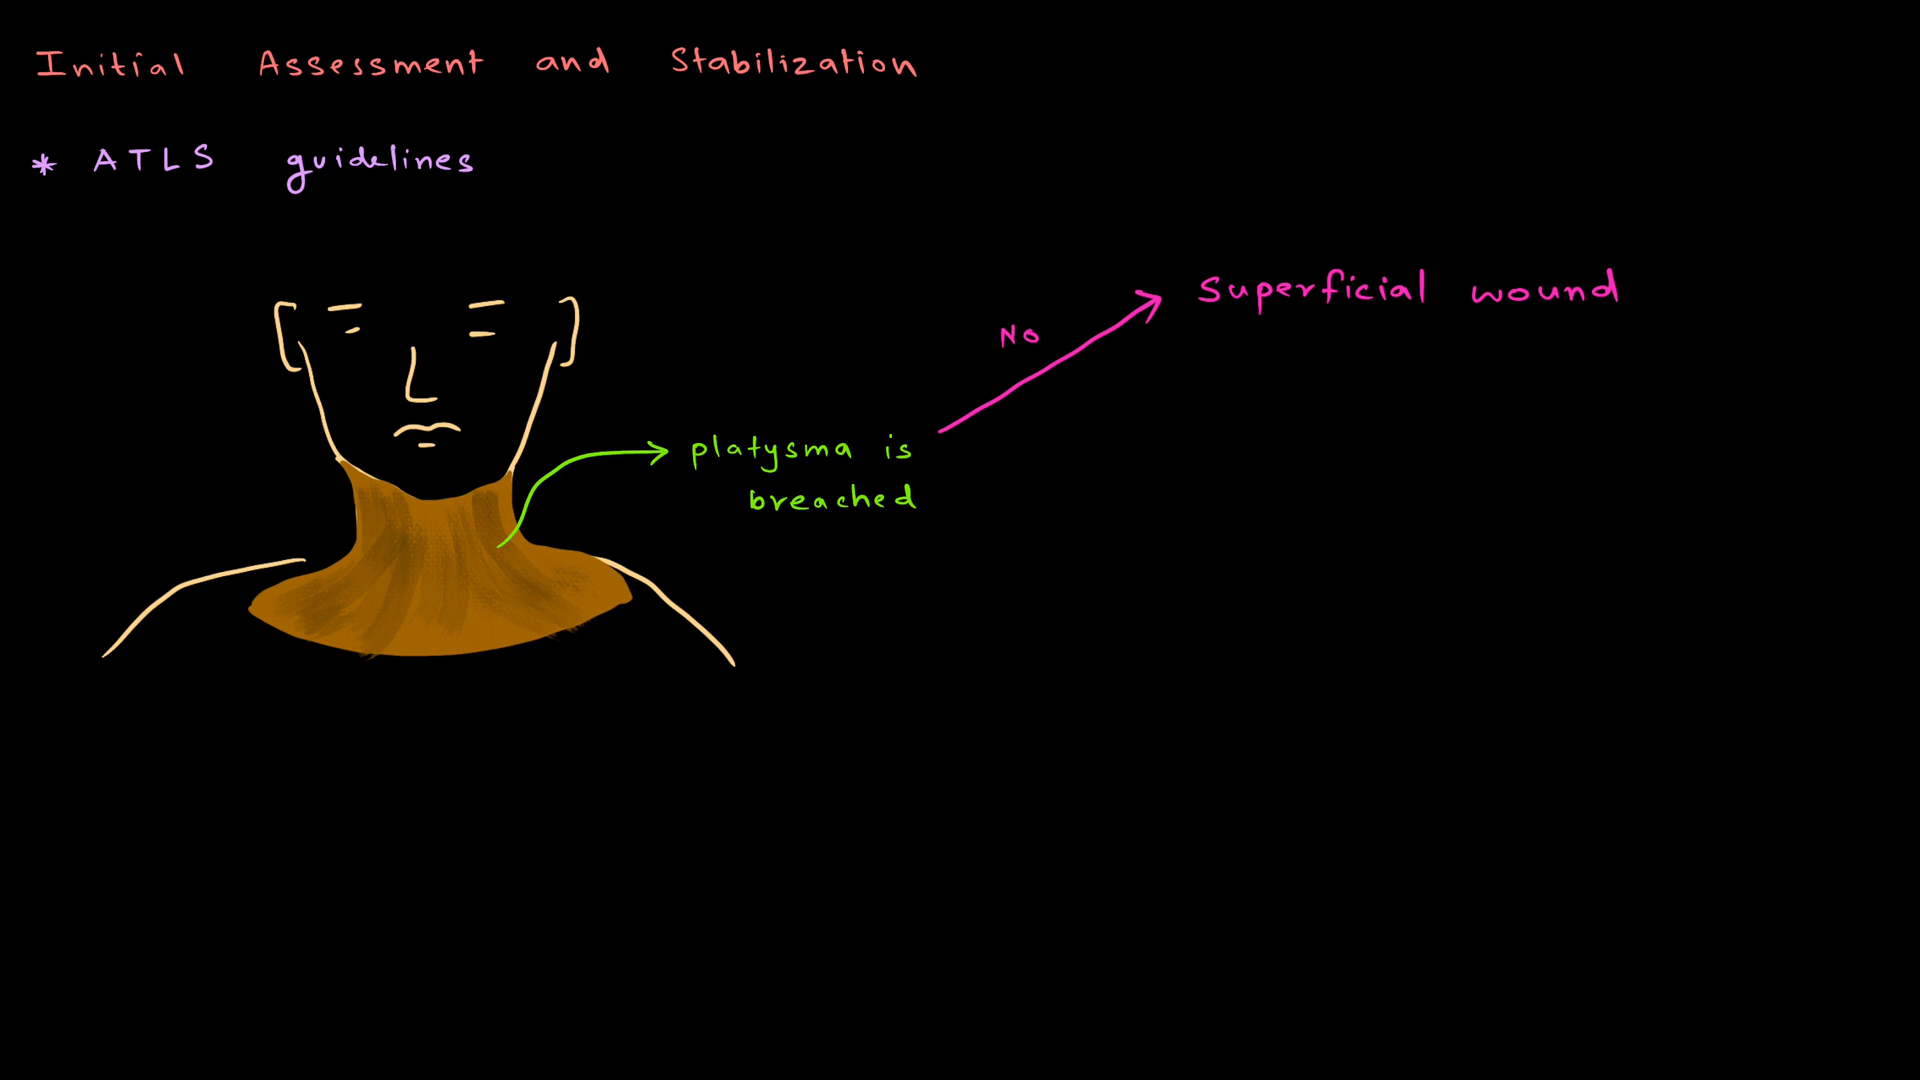 Initial Assessment and Stabilization
* ATLS guidelines
Superficial wound
NO
platysma is
breached